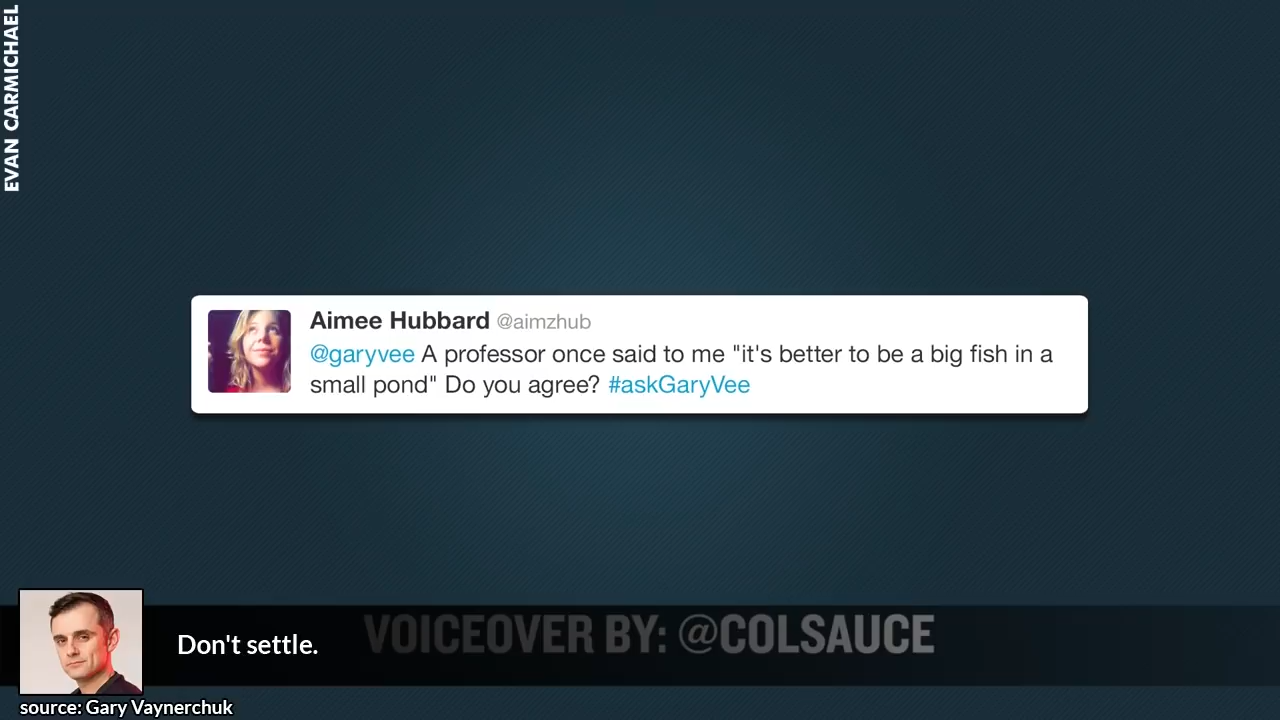 EVAN CARMICHAEL
Aimee Hubbard @aimzhub
@garyvee A professor once said to me "it's better to be a big fish in a
small pond" Do you agree? #askGaryVee
VOICEOVER BY: @COLSAUCE
Don't settle.
source: Gary Vaynerchuk